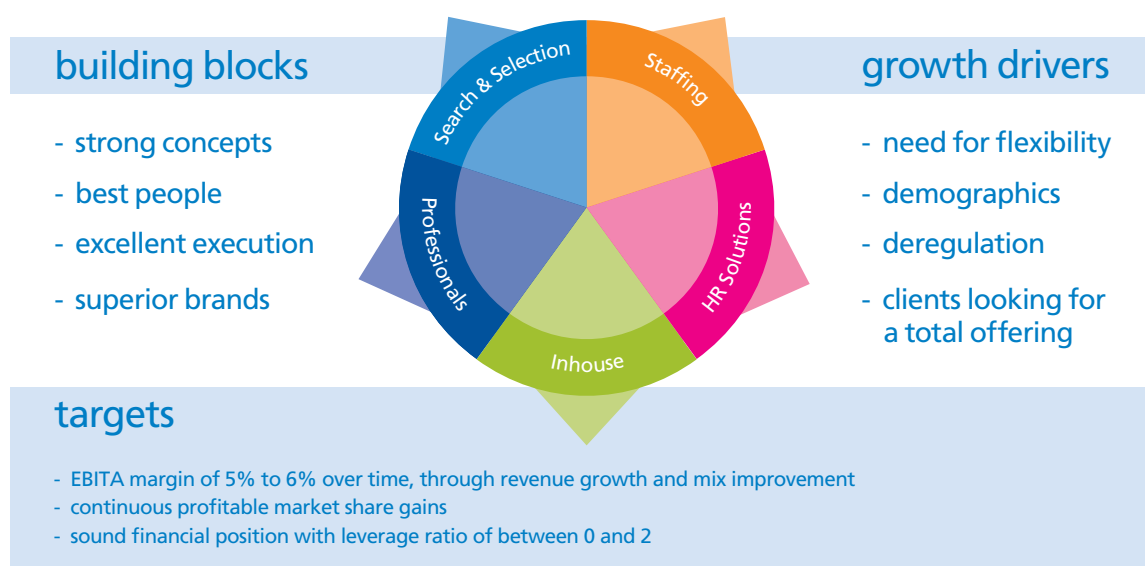 building blocks
- strong concepts
- best people
- excellent execution
- superior brands
Search & Selection
Staffing
Professionals
HR Solutions
Inhouse
growth drivers
- need for flexibility
- demographics
- deregulation
- clients looking for
a total offering
targets
- EBITA margin of 5% to 6% over time, through revenue growth and mix improvement
- continuous profitable market share gains
- sound financial position with leverage ratio of between 0 and 2